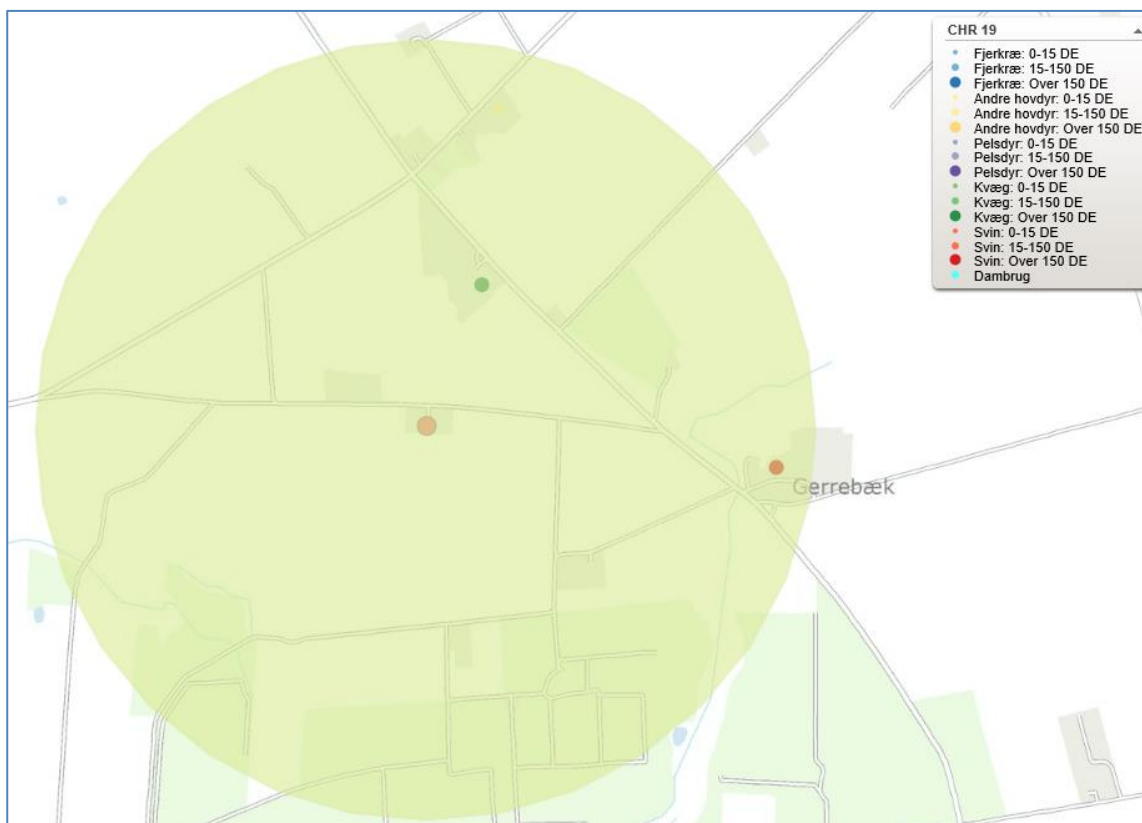 CHR 19
Fjerkræ: 0-15 DE
Fjerkræ: 15-150 DE
Fjerkræ: Over 150 DE
Andre hovdyr: 0-15 DE
Andre hovdyr: 15-150 DE
Andre hovdyr: Over 150 DE
Pelsdyr: 0-15 DE
Pelsdyr: 15-150 DE
Pelsdyr: Over 150 DE
Kvæg: 0-15 DE
Kvæg: 15-150 DE
Kvæg: Over 150 DE
Svin: 0-15 DE
Svin: 15-150 DE
Svin: Over 150 DE
Dambrug
Gerrebæk